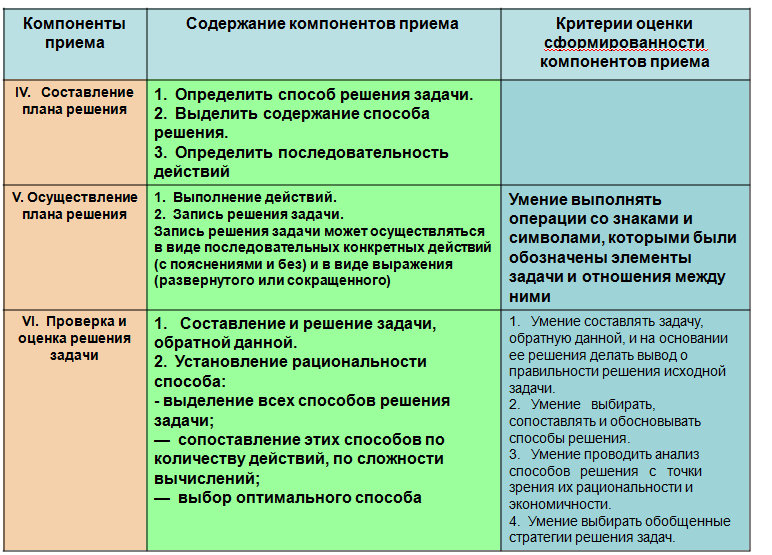 Компоненты
приема
Содержание компонентов приема
Критерии оценки
сформированности
компонентов приема
IV. Составление
плана решения
1. Определить способ решения задачи.
2. Выделить содержание способа
решения.
3. Определить последовательность
действий
V. Осуществление
плана решения
1. Выполнение действий.
2. Запись решения задачи.
Запись решения задачи может осуществляться
в виде последовательных конкретных действий
(с пояснениями и без) и в виде выражения
(развернутого или сокращенного)
Умение выполнять
операции со знаками и
символами, которыми были
обозначены элементы
задачи и отношения между
ними
VI. Проверка и
оценка решения
задачи
1. Составление и решение задачи,
обратной данной.
2. Установление рациональности
способа:
- выделение всех способов решения
задачи;
— сопоставление этих способов по
количеству действий, по сложности
вычислений;
— выбор оптимального способа
1. Умение составлять задачу,
обратную данной, и на основании
ее решения делать вывод о
правильности решения исходной
задачи.
2. Умение выбирать,
сопоставлять и обосновывать
способы решения.
3. Умение проводить анализ
способов решения с точки
зрения их рациональности и
экономичности.
4. Умение выбирать обобщенные
стратегии решения задач.